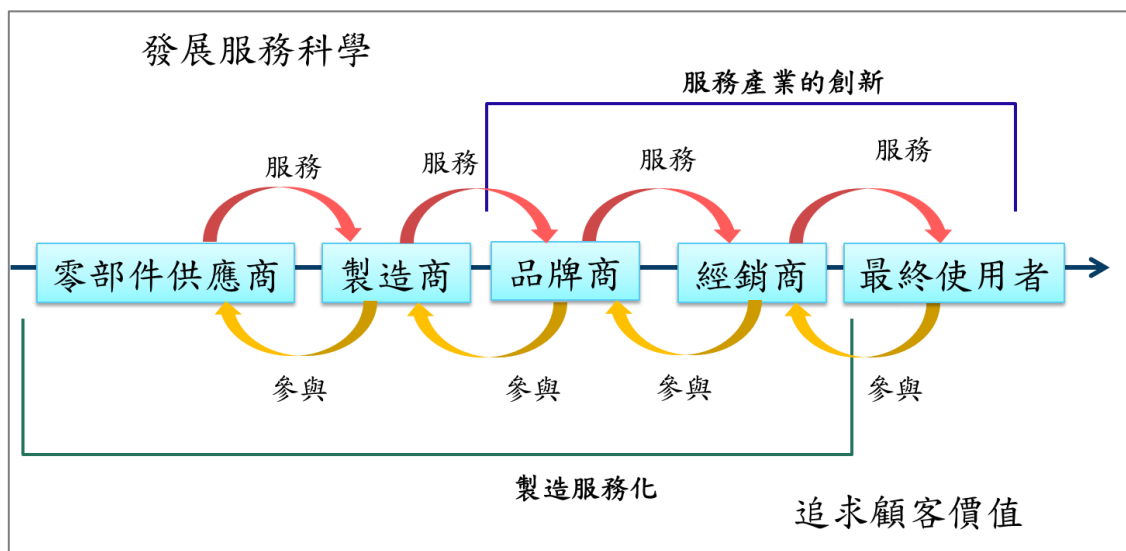 發展服務科學
服務產業的創新
服務
服務
服務
服務
零部件供應商
製造商
品牌商
經銷商
最終使用者
參與
參與
參與
參與
製造服務化
追求顧客價值